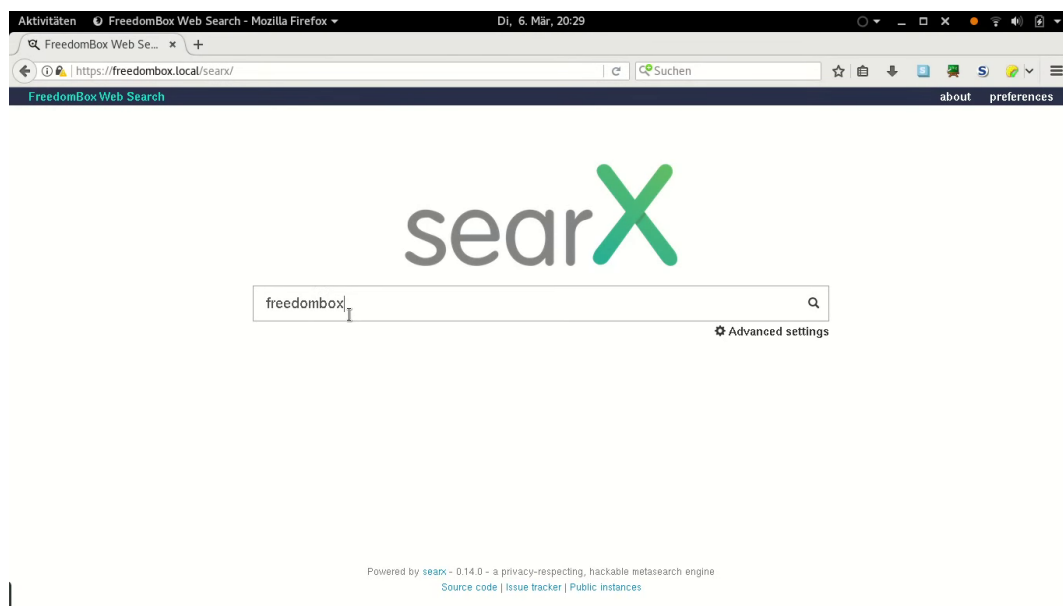 Aktivitäten FreedomBox Web Search - Mozilla Firefox Di, 6. Mär, 20:29
FreedomBox Web Se...
https://freedombox.local/searx/ Suchen
FreedomBox Web Search about preferences
searX
freedombox
Advanced settings
Powered by searx - 0.14.0 - a privacy-respecting, hackable metasearch engine
Source code | Issue tracker | Public instances